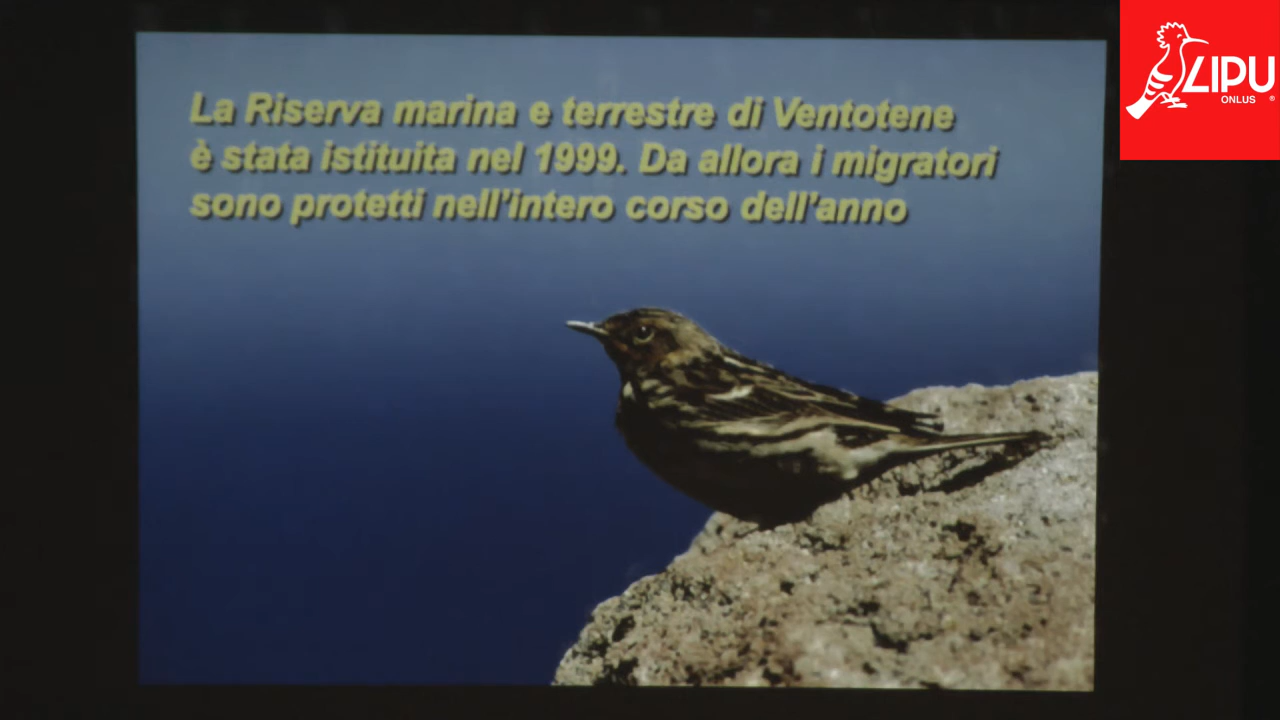 La Riserva marina e terrestre di Ventotene
è stata istituita nel 1999. Da allora i migratori
sono protetti nell'intero corso dell'anno
LIPU
ONLUS ®